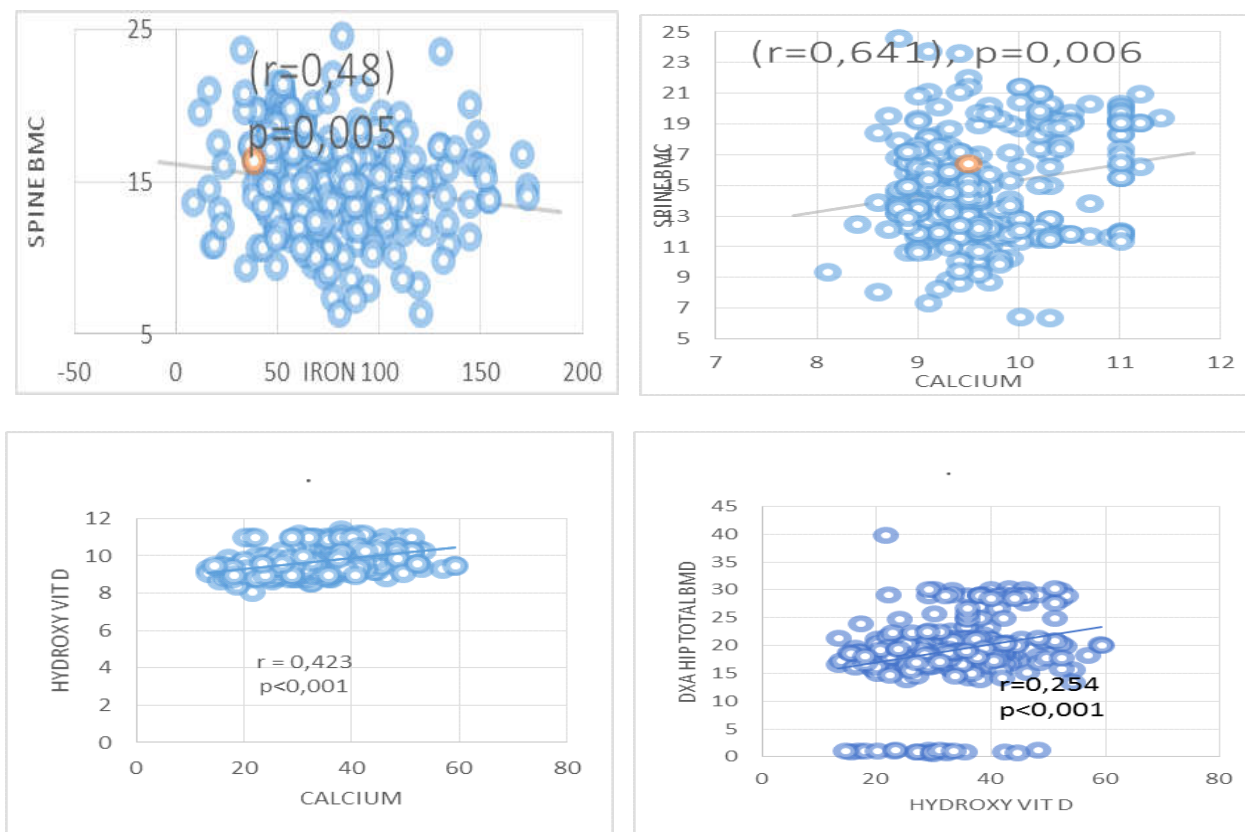 25
(r=0,48)
p=0,005
15
5
SPINE BMC
-50 0 50 IRON 100 150 200
(r=0,641), p=0,006
25
23
21
19
17
15
13
11
9
7
5
SPINE BMC
7 8 9 10 11 12
CALCIUM
12
10
8
6
4
2
0
HYDROXY VIT D
r = 0,423
p<0,001
0 20 40 60 80
CALCIUM
45
40
35
30
25
20
15
10
5
0
DXA HIP TOTAL BMD
r=0,254
p<0,001
0 20 40 60 80
HYDROXY VIT D